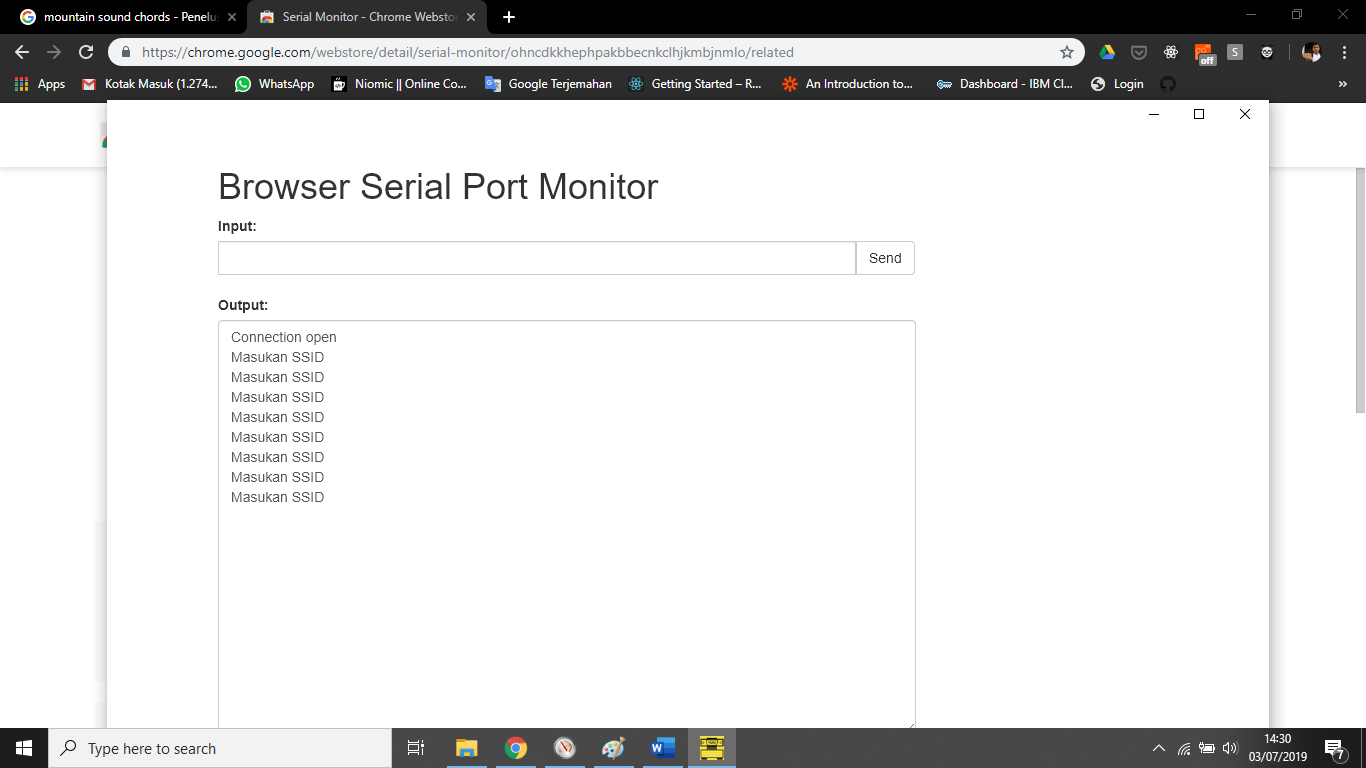 mountain sound chords - Penelu
Serial Monitor - Chrome Webstor
https://chrome.google.com/webstore/detail/serial-monitor/ohncdkkhephpakbbecnkclhjkmbjnmlo/related
off
S
Apps
Kotak Masuk (1.274...
WhatsApp
Niomic || Online Co...
Google Terjemahan
Getting Started – R...
An Introduction to...
Dashboard - IBM Cl...
Login
»
Browser Serial Port Monitor
Input:
Send
Output:
Connection open
Masukan SSID
Masukan SSID
Masukan SSID
Masukan SSID
Masukan SSID
Masukan SSID
Masukan SSID
Masukan SSID
Type here to search
14:30
03/07/2019
7